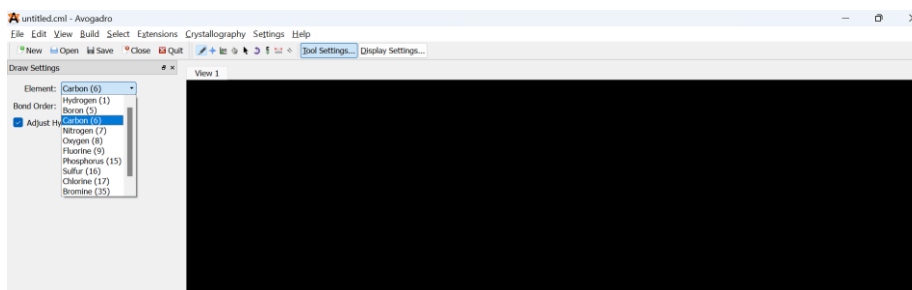 untitled.cml - Avogadro
File Edit View Build Select Extensions Crystallography Settings Help
New Open Save Close Quit Tool Settings... Display Settings...
Draw Settings
View 1
Element: Carbon (6)
Bond Order:
Adjust Hy
Hydrogen (1)
Boron (5)
Carbon (6)
Nitrogen (7)
Oxygen (8)
Fluorine (9)
Phosphorus (15)
Sulfur (16)
Chlorine (17)
Bromine (35)